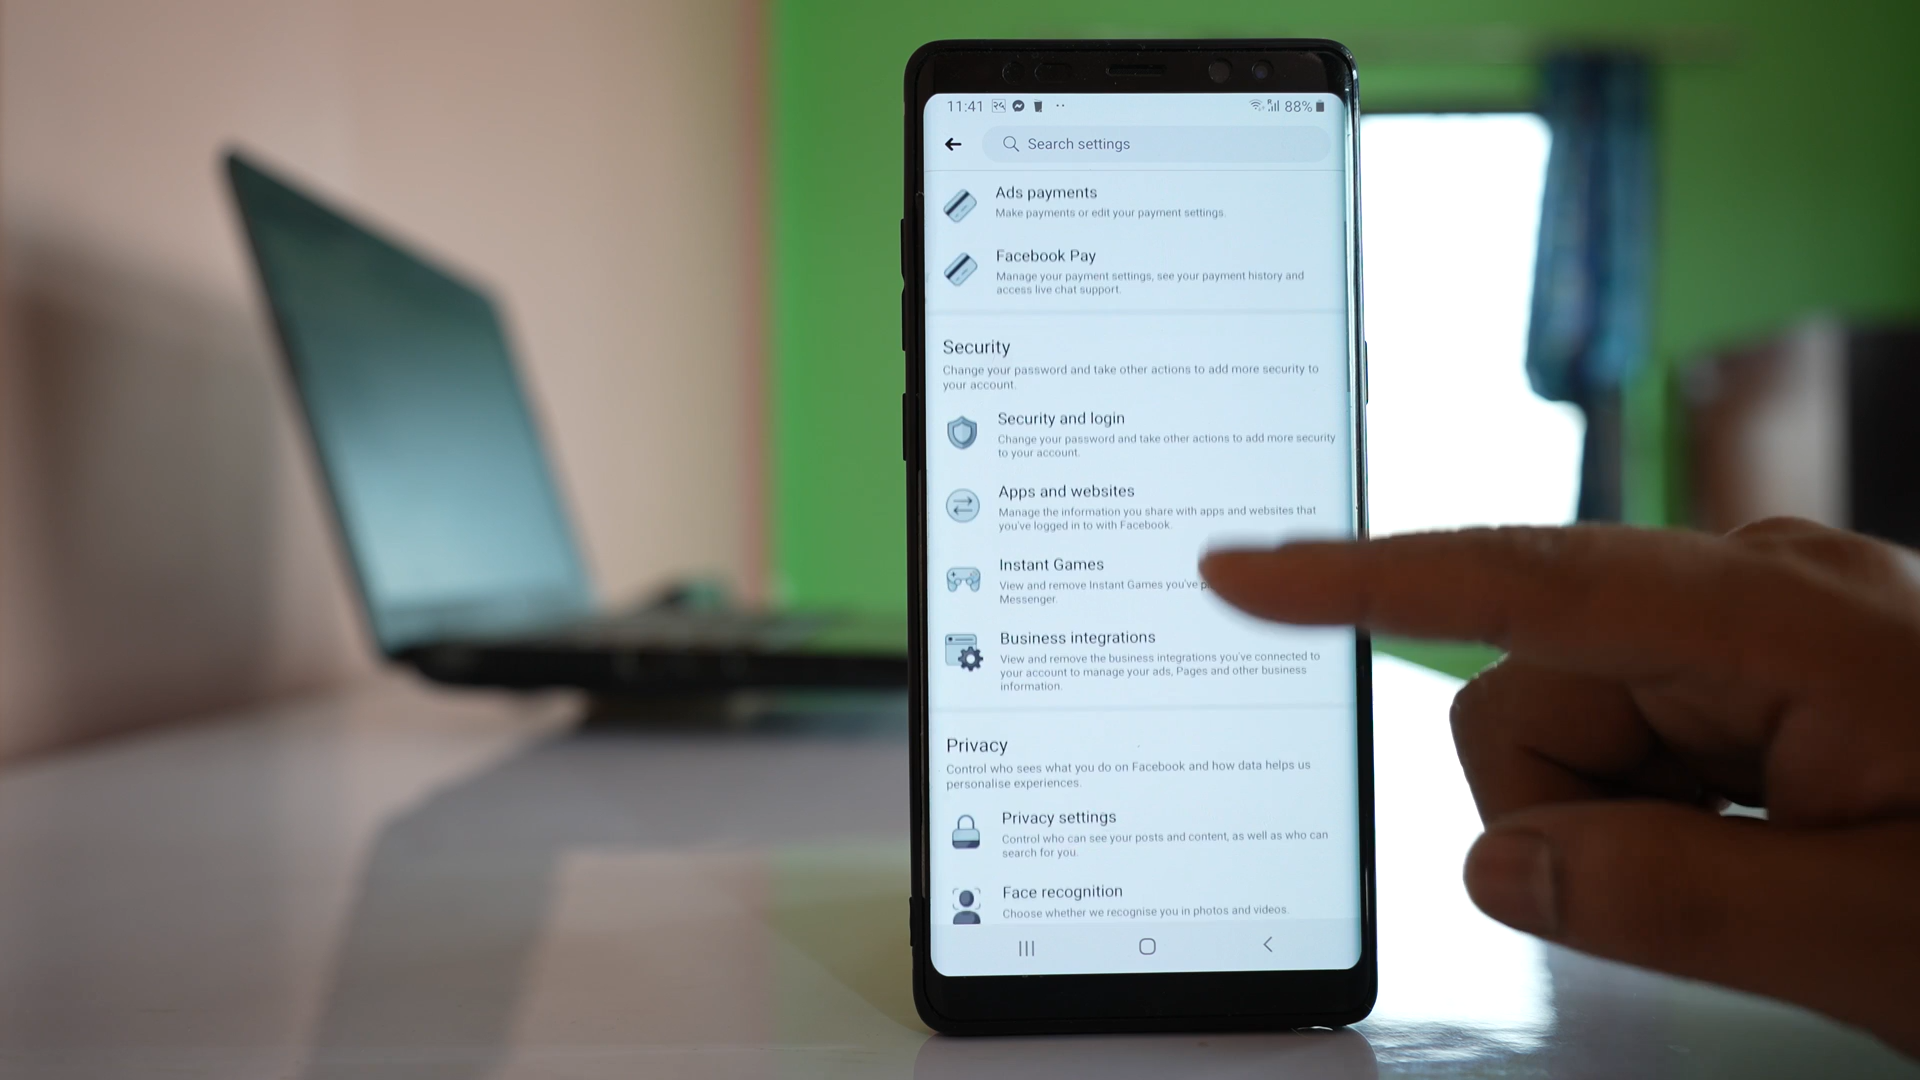 11:41 88%
Search settings
Ads payments
Make payments or edit your payment settings.
Facebook Pay
Manage your payment settings, see your payment history and
access live chat support.
Security
Change your password and take other actions to add more security to
your account.
Security and login
Change your password and take other actions to add more security
to your account.
Apps and websites
Manage the information you share with apps and websites that
you've logged in to with Facebook.
Instant Games
View and remove Instant Games you've
Messenger.
Business integrations
View and remove the business integrations you've connected to
your account to manage your ads, Pages and other business
information.
Privacy
Control who sees what you do on Facebook and how data helps us
personalise experiences.
Privacy settings
Control who can see your posts and content, as well as who can
search for you.
Face recognition
Choose whether we recognise you in photos and videos.